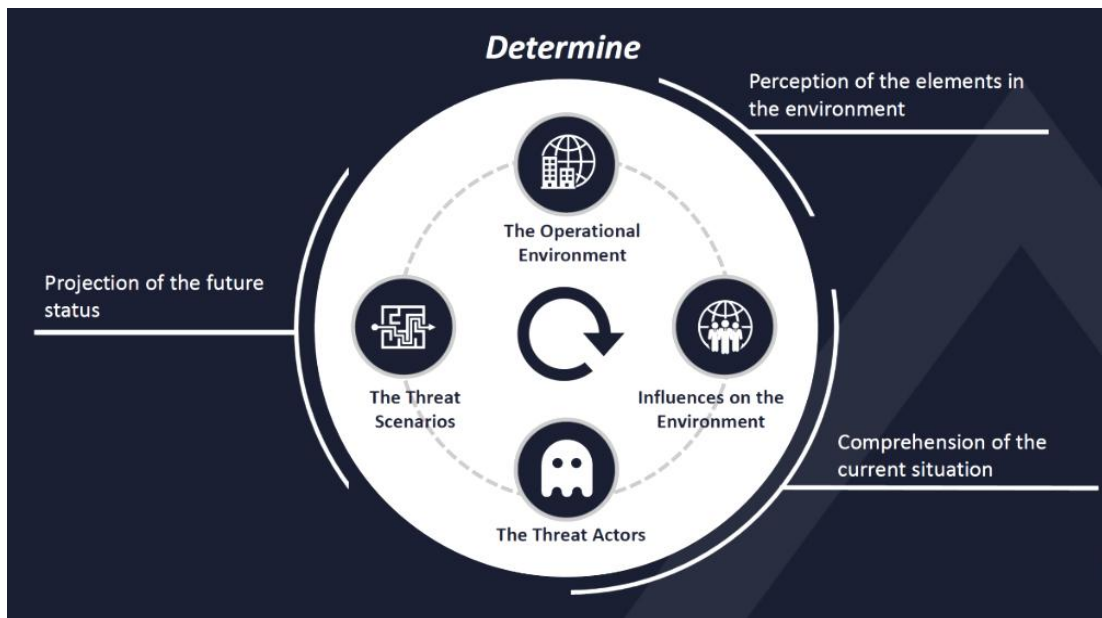 Determine
Perception of the elements in
the environment
The Operational
Environment
Projection of the future
status
The Threat
Scenarios
Influences on the
Environment
Comprehension of the
current situation
The Threat Actors